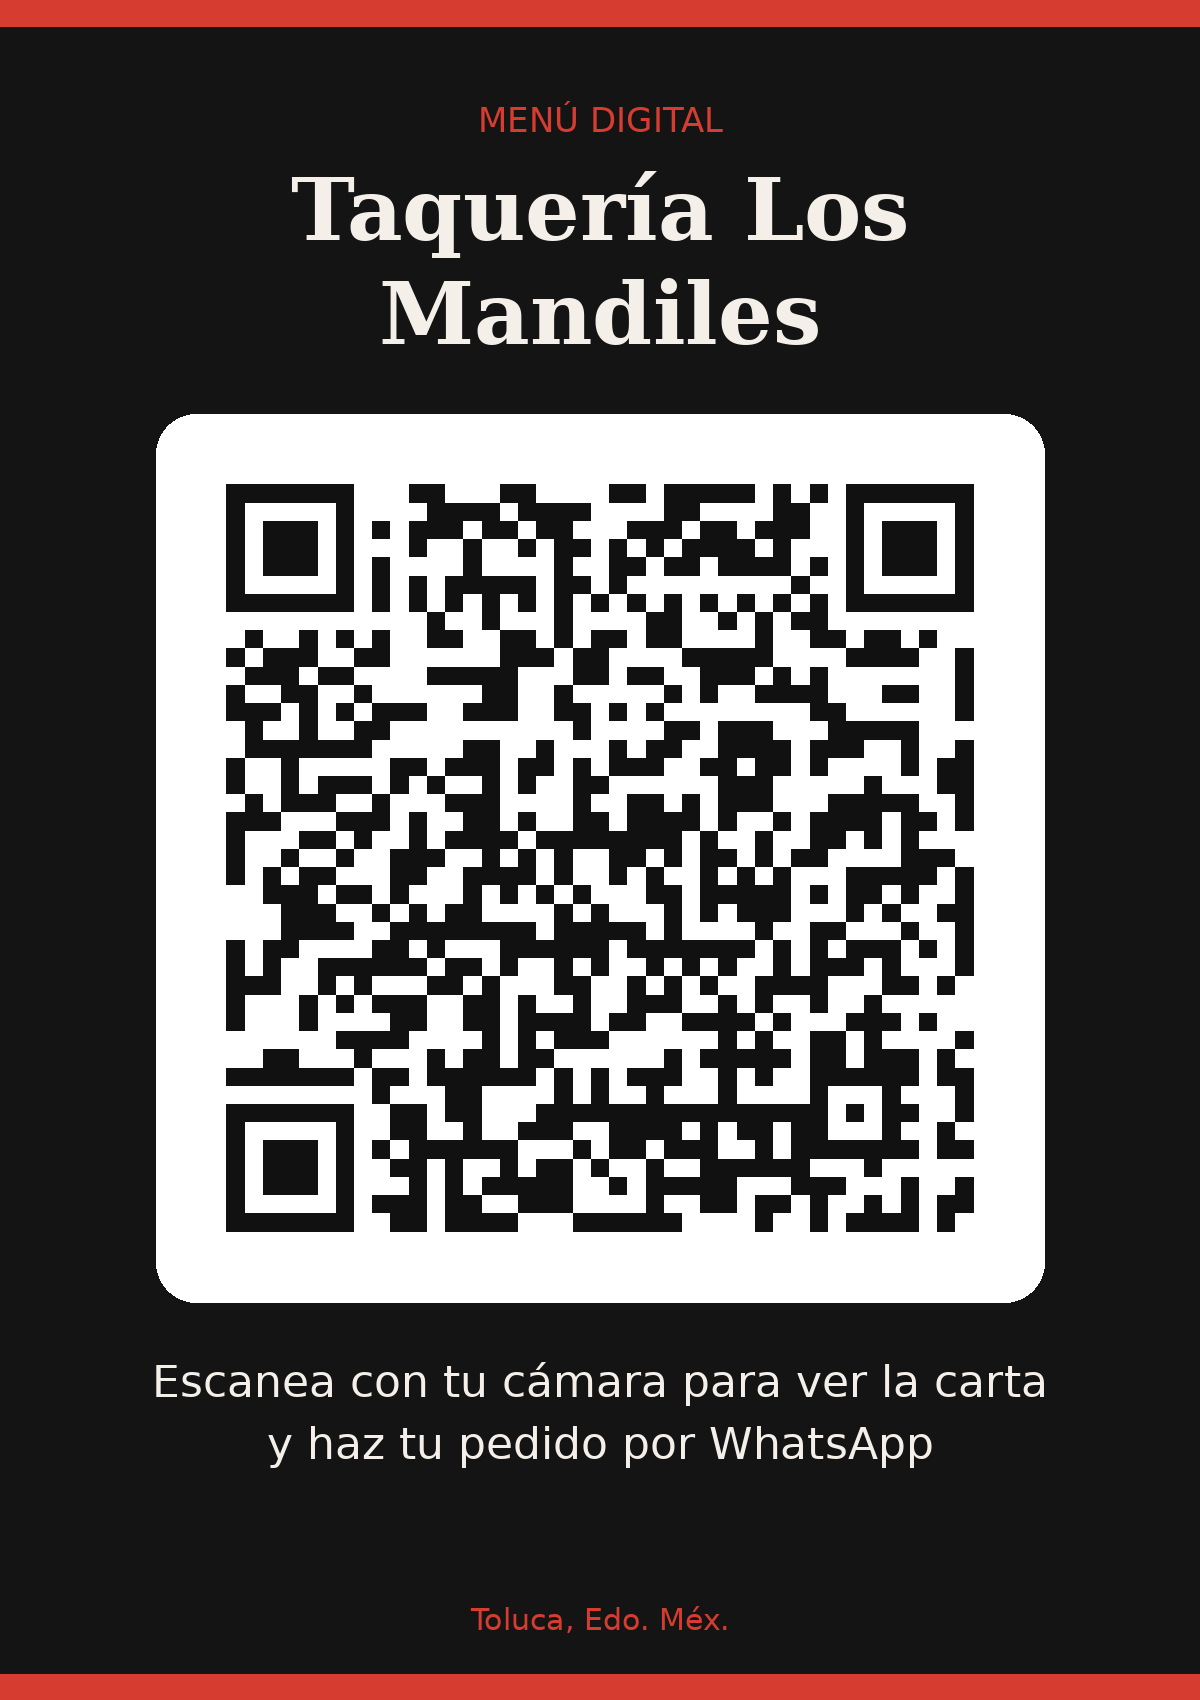 MENÚ DIGITAL
Taquería Los
Mandiles
Escanea con tu cámara para ver la carta
y haz tu pedido por WhatsApp
Toluca, Edo. Méx.